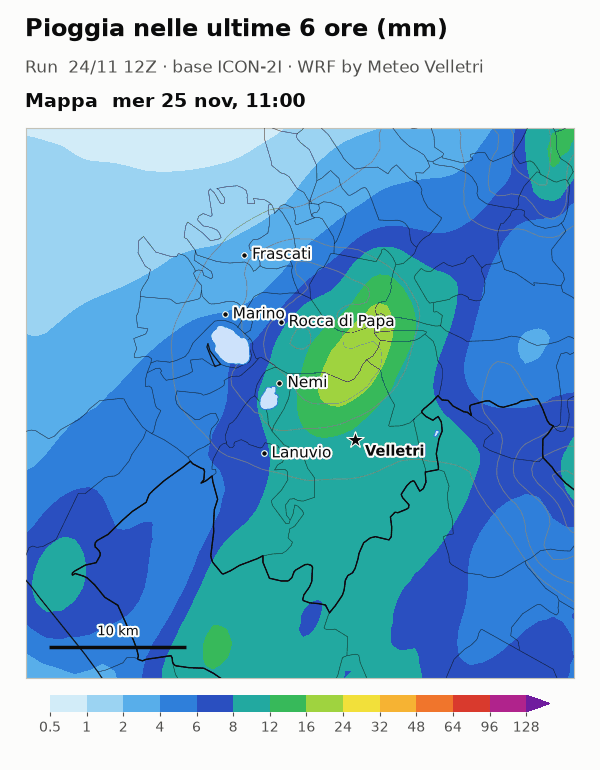 Pioggia nelle ultime 6 ore (mm)
Run 24/11 12Z · base ICON-2I · WRF by Meteo Velletri
Mappa mer 25 nov, 11:00
Frascati
Marino
Rocca di Papa
Nemi
Velletri
Lanuvio
10 km
0.5 1 2 4 6 8 12 16 24 32 48 64 96 128